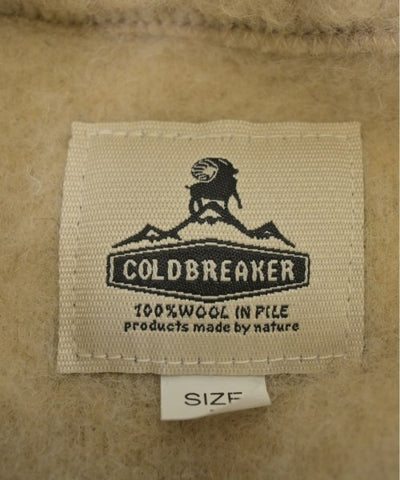 COLDBREAKER
100% WOOL IN PILE
products made by nature
SIZE